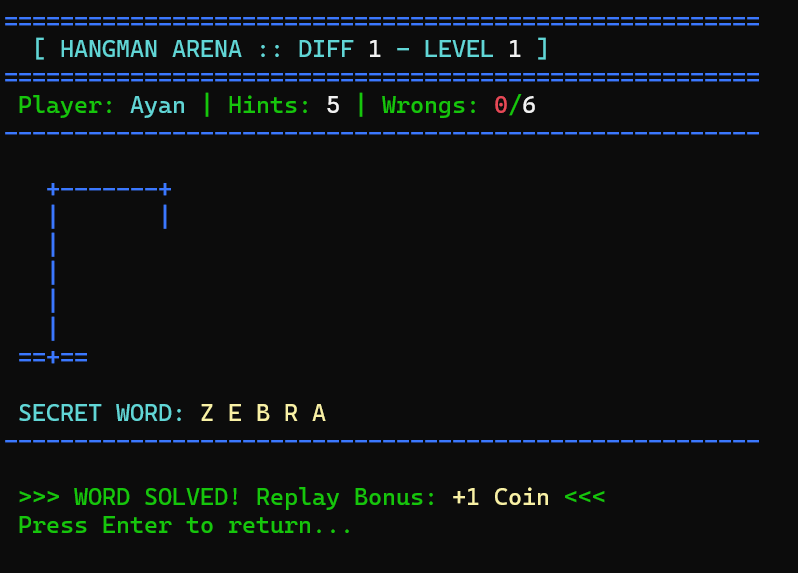 ======================================================
  [ HANGMAN ARENA :: DIFF 1 - LEVEL 1 ]
======================================================
 Player: Ayan | Hints: 5 | Wrongs: 0/6
------------------------------------------------------
   +-------+
   |       |
   |
   |
   |
   |
 ==+==
 SECRET WORD: Z E B R A
------------------------------------------------------
 >>> WORD SOLVED! Replay Bonus: +1 Coin <<<
 Press Enter to return...